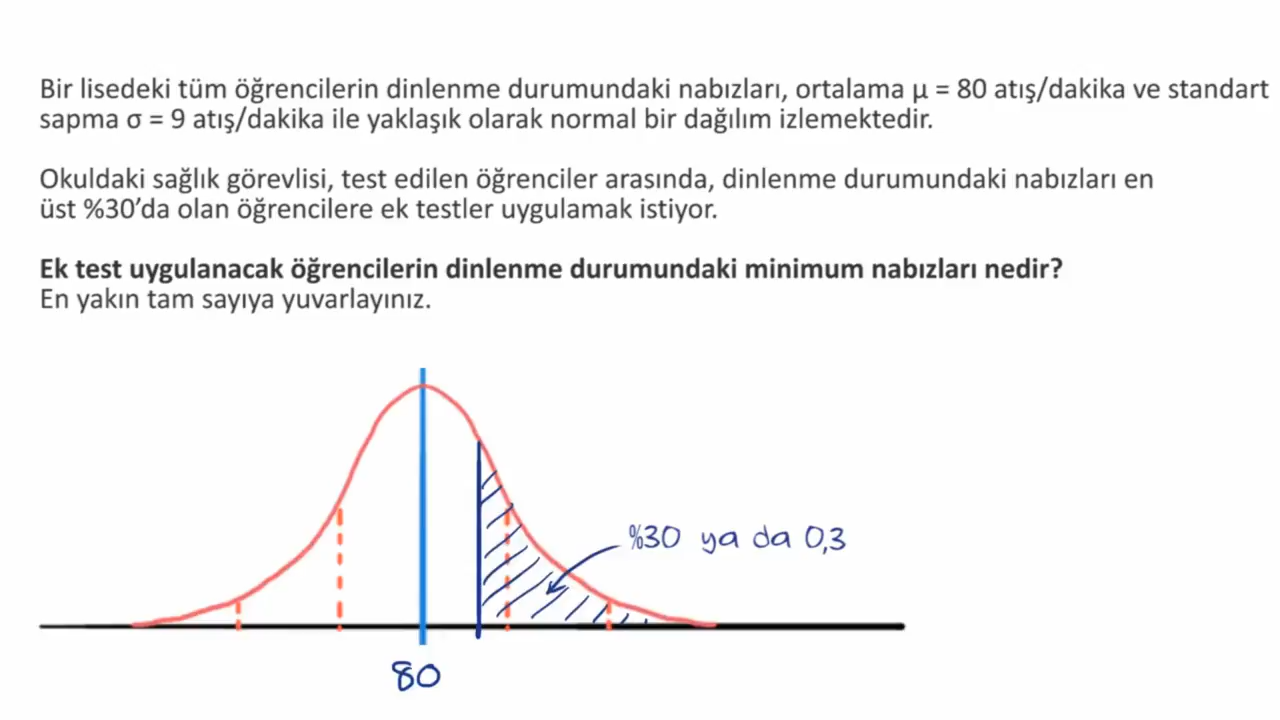 Bir lisedeki tüm öğrencilerin dinlenme durumundaki nabızları, ortalama μ = 80 atış/dakika ve standart
sapma σ = 9 atış/dakika ile yaklaşık olarak normal bir dağılım izlemektedir.
Okuldaki sağlık görevlisi, test edilen öğrenciler arasında, dinlenme durumundaki nabızları en
üst %30’da olan öğrencilere ek testler uygulamak istiyor.
Ek test uygulanacak öğrencilerin dinlenme durumundaki minimum nabızları nedir?
En yakın tam sayıya yuvarlayınız.
%30 ya da 0,3
80